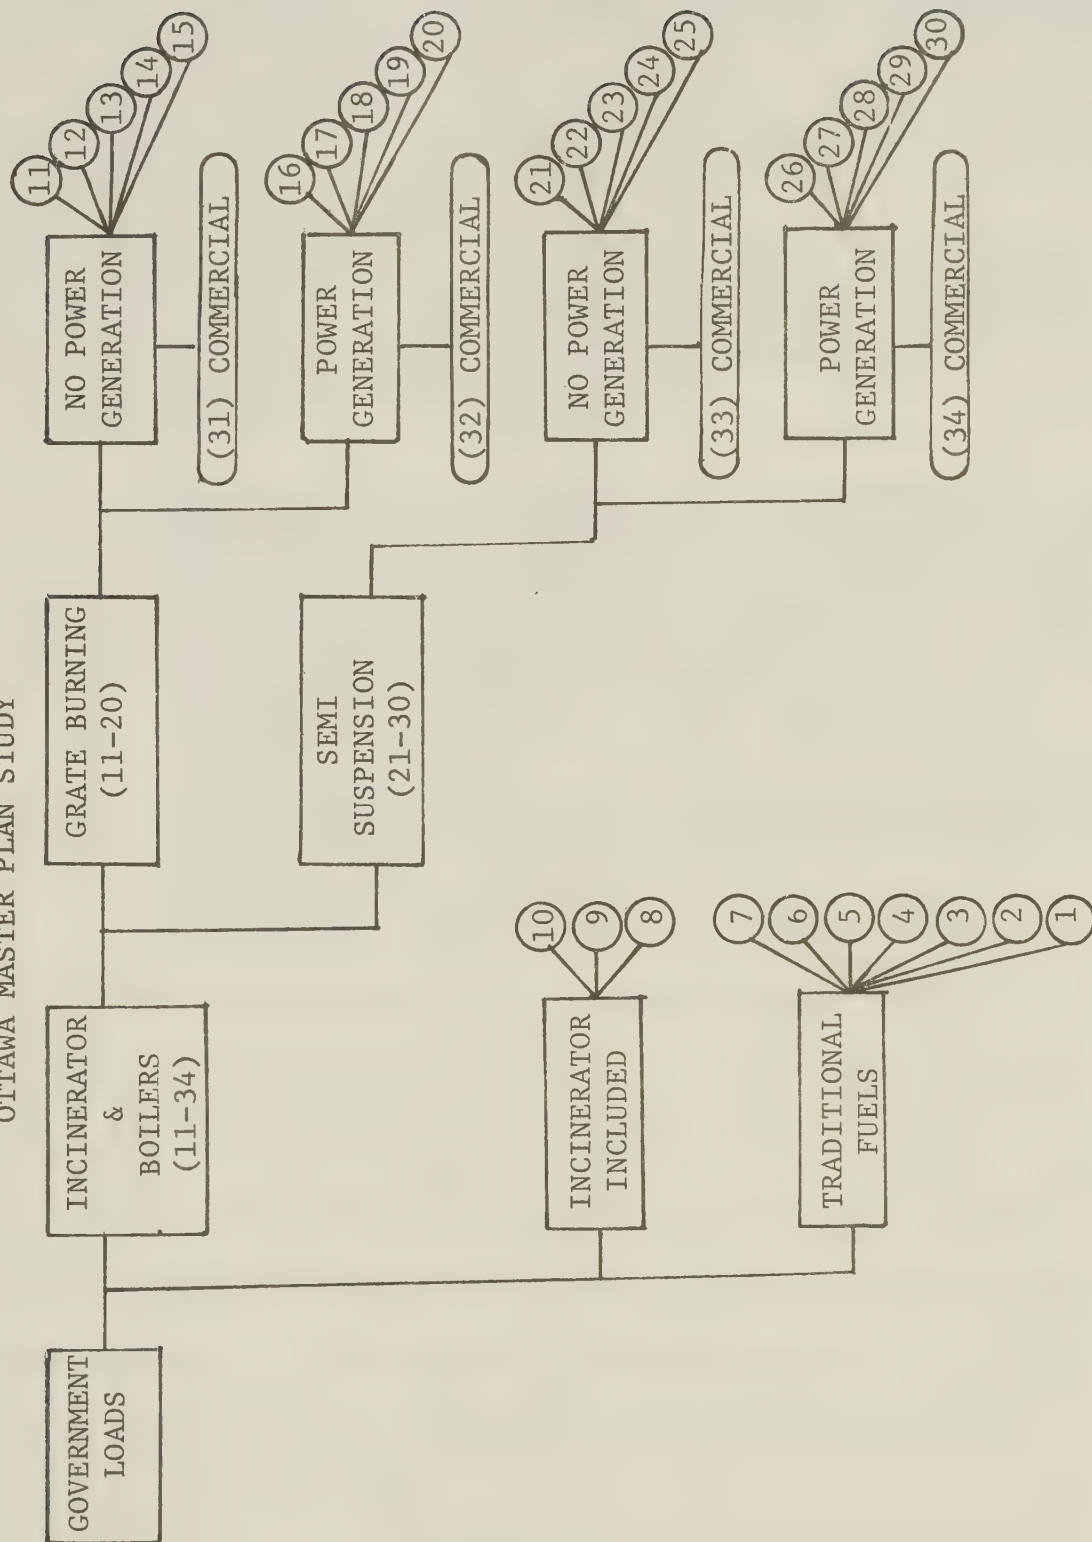 OTTAWA MASTER PLAN STUDY
GOVERNMENT
LOADS
INCINERATOR
&
BOILERS
(11-34)
GRATE BURNING
(11-20)
NO POWER
GENERATION
11
12
13
14
15
(31) COMMERCIAL
POWER
GENERATION
16
17
18
19
20
(32) COMMERCIAL
SEMI
SUSPENSION
(21-30)
NO POWER
GENERATION
21
22
23
24
25
(33) COMMERCIAL
POWER
GENERATION
26
27
28
29
30
(34) COMMERCIAL
INCINERATOR
INCLUDED
10
9
8
TRADITIONAL
FUELS
7
6
5
4
3
2
1